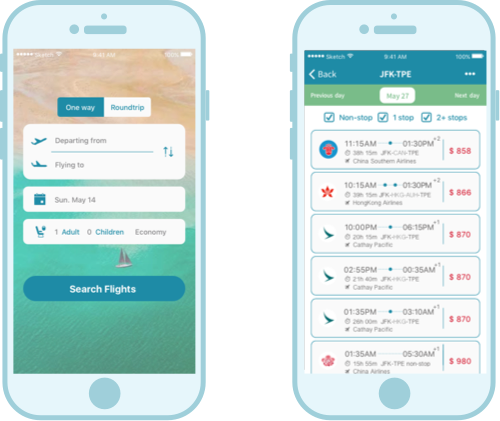 Sketch 9:41 AM 100%
One way Roundtrip
Departing from
Flying to
Sun. May 14
1 Adult 0 Children Economy
Search Flights
Sketch 9:41 AM 100%
Back JFK-TPE •••
Previous day May 27 Next day
Non-stop 1 stop 2+ stops
11:15AM 01:30PM +2
38h 15m JFK-CAN-TPE $ 858
China Southern Airlines
10:15AM 01:30PM +2
39h 15m $ 866
HongKong Airlines
10:00PM 06:15PM +1
20h 15m JFK-HKG-TPE $ 870
Cathay Pacific
02:55PM 00:35AM +1
21h 40m JFK-HKG-TPE $ 870
Cathay Pacific
01:35PM 03:10AM +1
26h 00m JFK-HKG-TPE $ 870
Cathay Pacific
01:35AM 05:30AM +1
15h 55m JFK-TPE non-stop $ 980
China Airlines